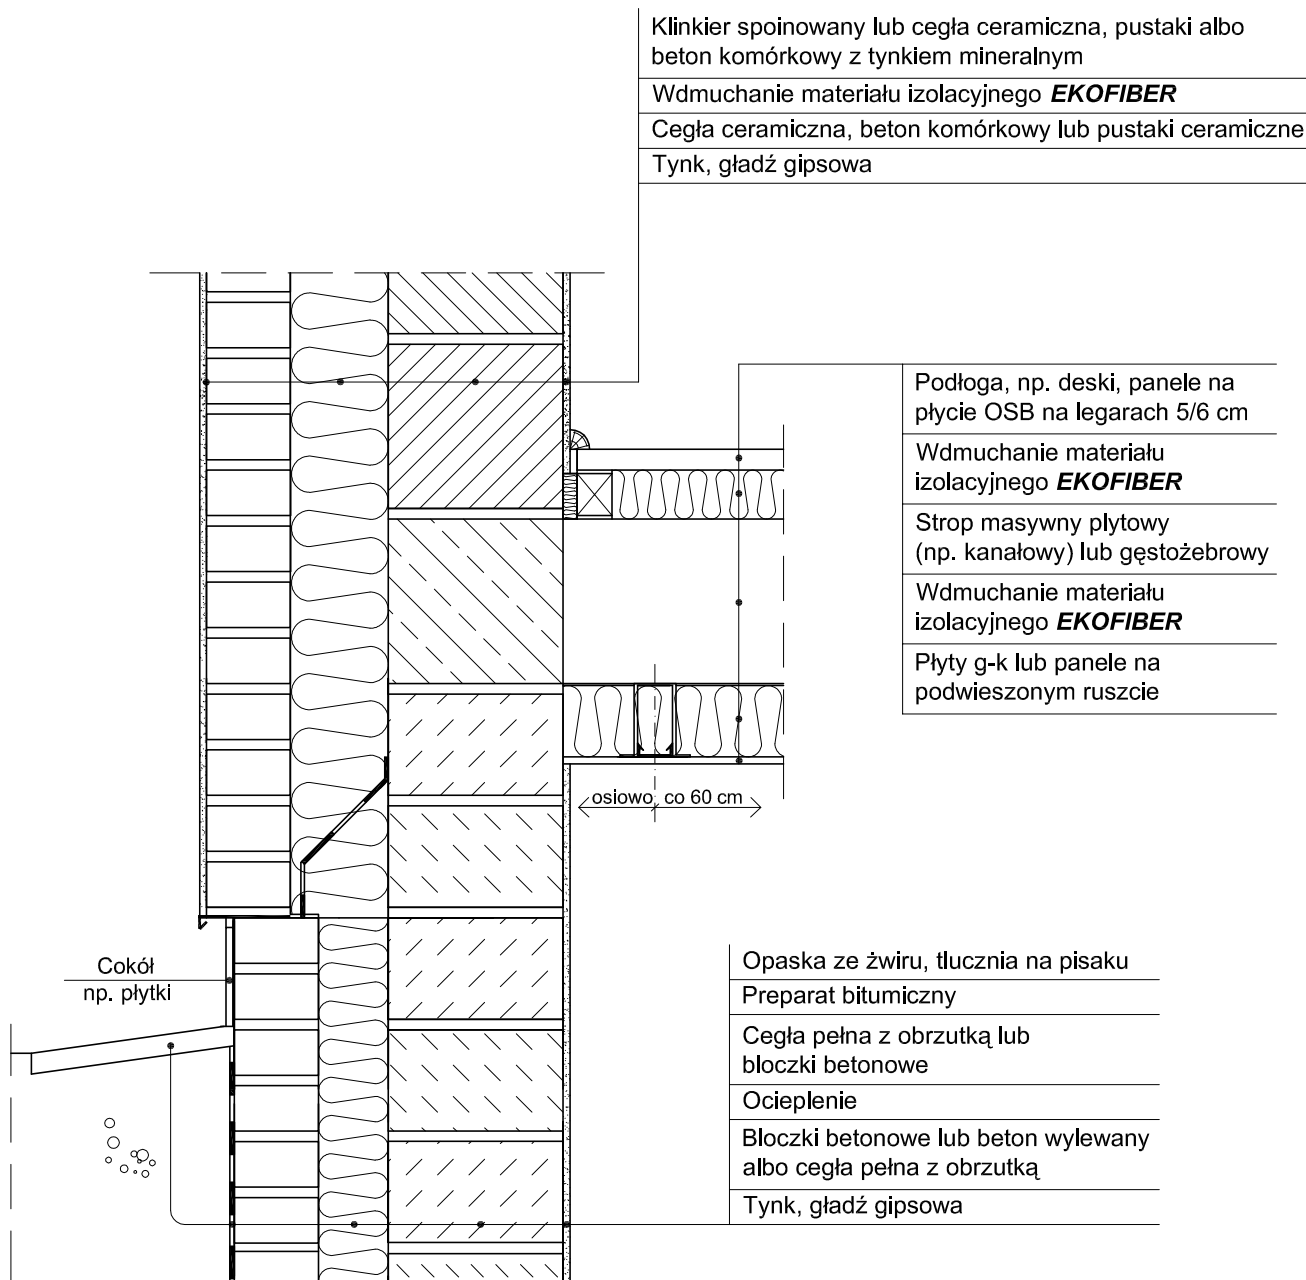 Klinkier spoinowany lub cegła ceramiczna, pustaki albo
beton komórkowy z tynkiem mineralnym
Wdmuchanie materiału izolacyjnego EKOFIBER
Cegła ceramiczna, beton komórkowy lub pustaki ceramiczne
Tynk, gładź gipsowa
Podłoga, np. deski, panele na
płycie OSB na legarach 5/6 cm
Wdmuchanie materiału
izolacyjnego EKOFIBER
Strop masywny plytowy
(np. kanałowy) lub gęstożebrowy
Wdmuchanie materiału
izolacyjnego EKOFIBER
Płyty g-k lub panele na
podwieszonym ruszcie
osiowo co 60 cm
Cokół
np. płytki
Opaska ze żwiru, tlucznia na pisaku
Preparat bitumiczny
Cegła pełna z obrzutką lub
bloczki betonowe
Ocieplenie
Bloczki betonowe lub beton wylewany
albo cegła pełna z obrzutką
Tynk, gładź gipsowa